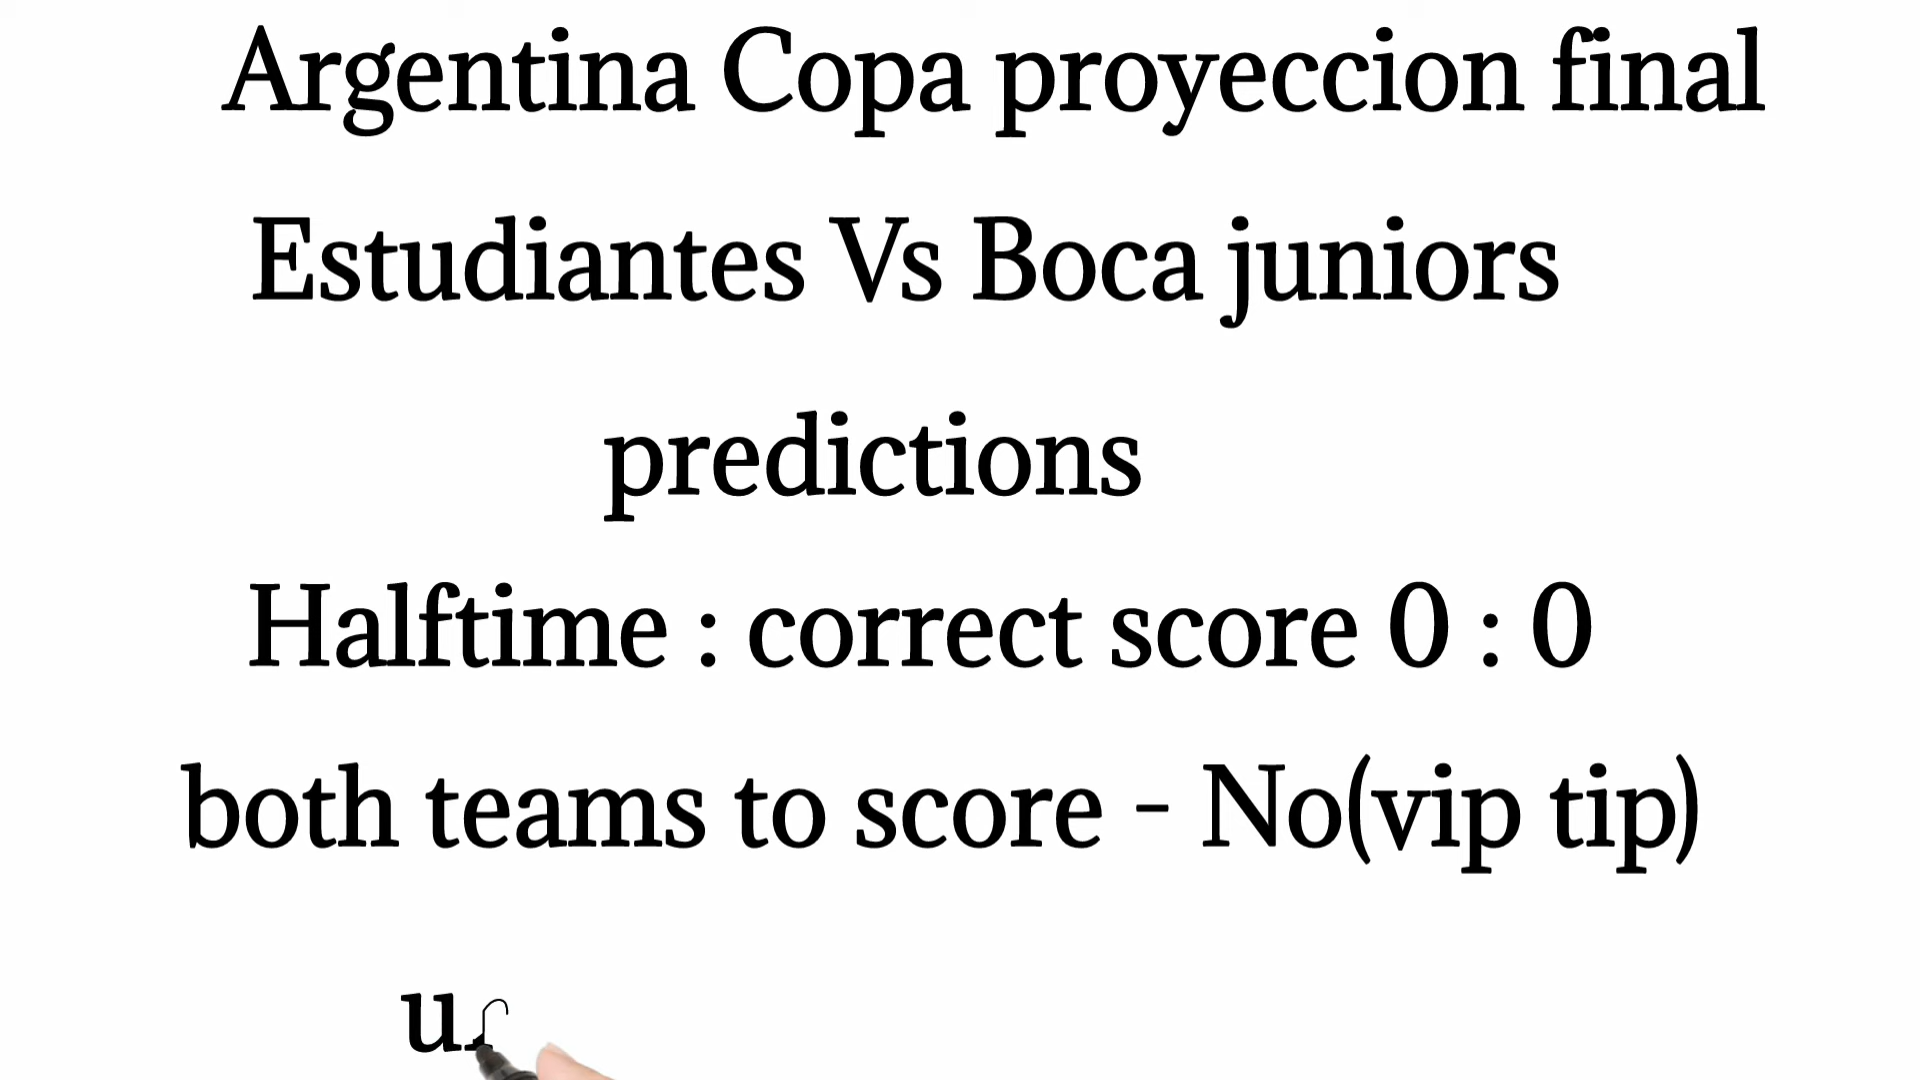 Argentina Copa proyeccion final
Estudiantes Vs Boca juniors
predictions
Halftime : correct score 0 : 0
both teams to score - No(vip tip)